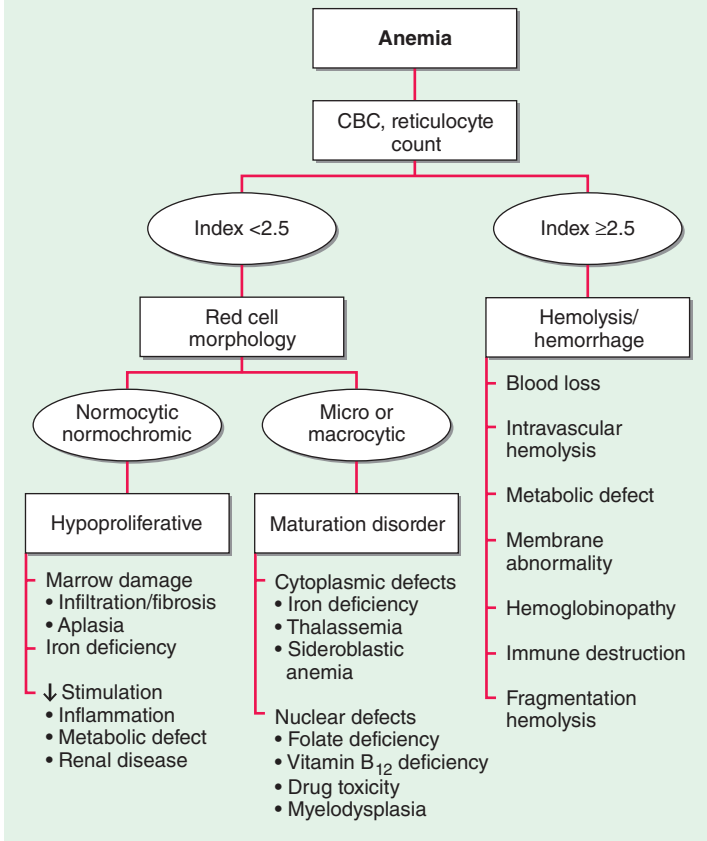 Anemia
CBC, reticulocyte
count
Index <2.5
Index ≥2.5
Red cell
morphology
Hemolysis/
hemorrhage
Normocytic
normochromic
Micro or
macrocytic
Hypoproliferative
Maturation disorder
Marrow damage
• Infiltration/fibrosis
• Aplasia
Iron deficiency
↓ Stimulation
• Inflammation
• Metabolic defect
• Renal disease
Cytoplasmic defects
• Iron deficiency
• Thalassemia
• Sideroblastic
anemia
Nuclear defects
• Folate deficiency
• Vitamin B12 deficiency
• Drug toxicity
• Myelodysplasia
Blood loss
Intravascular
hemolysis
Metabolic defect
Membrane
abnormality
Hemoglobinopathy
Immune destruction
Fragmentation
hemolysis